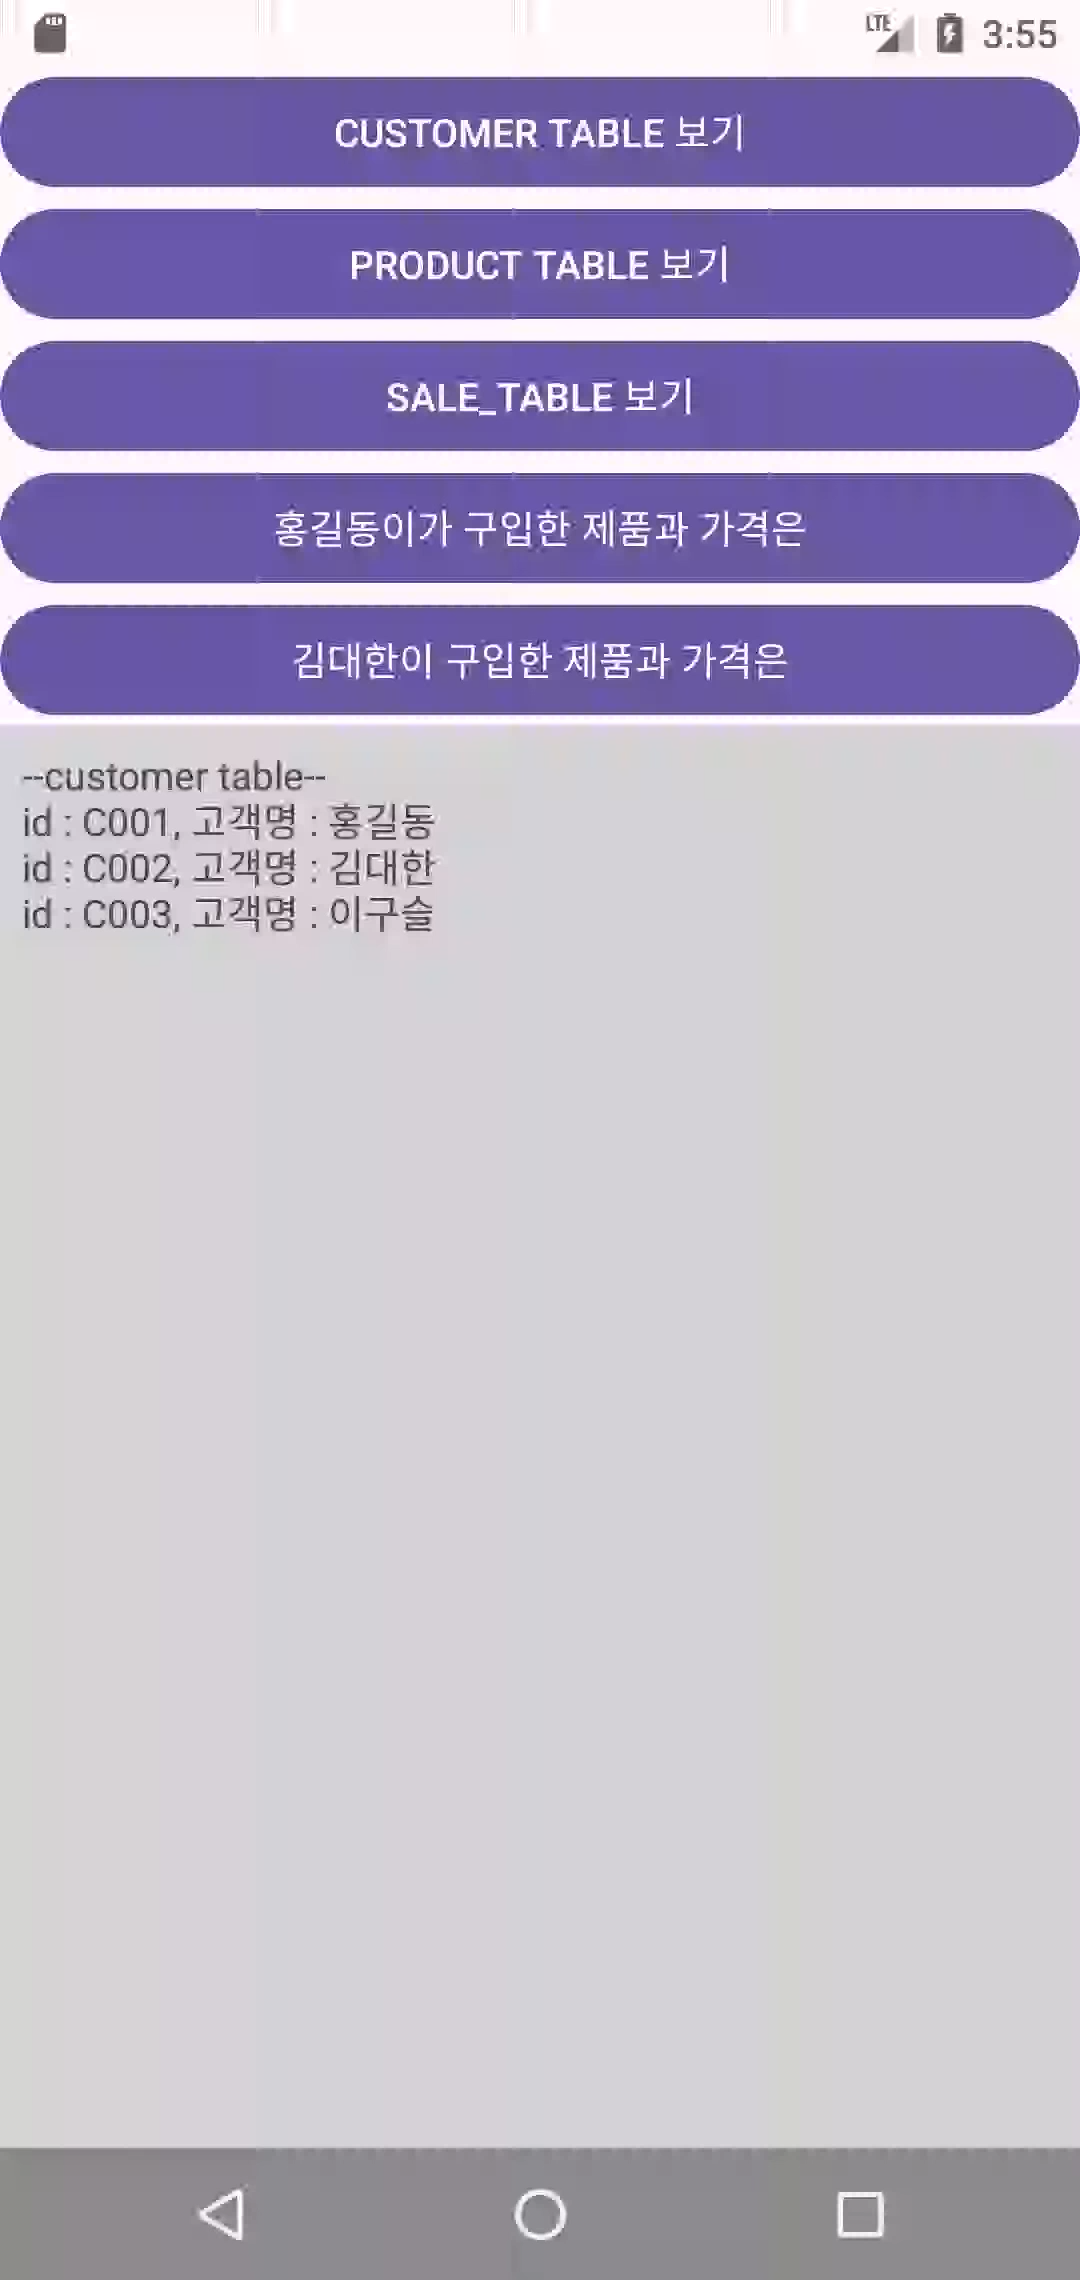 LTE 3:55
CUSTOMER TABLE 보기
PRODUCT TABLE 보기
SALE_TABLE 보기
홍길동이가 구입한 제품과 가격은
김대한이 구입한 제품과 가격은
--customer table--
id : C001, 고객명 : 홍길동
id : C002, 고객명 : 김대한
id : C003, 고객명 : 이구슬